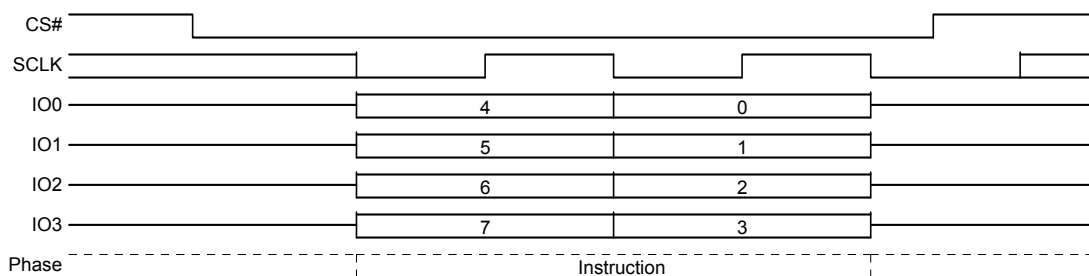 CS#
SCLK
IO0 4 0
IO1 5 1
IO2 6 2
IO3 7 3
Phase Instruction